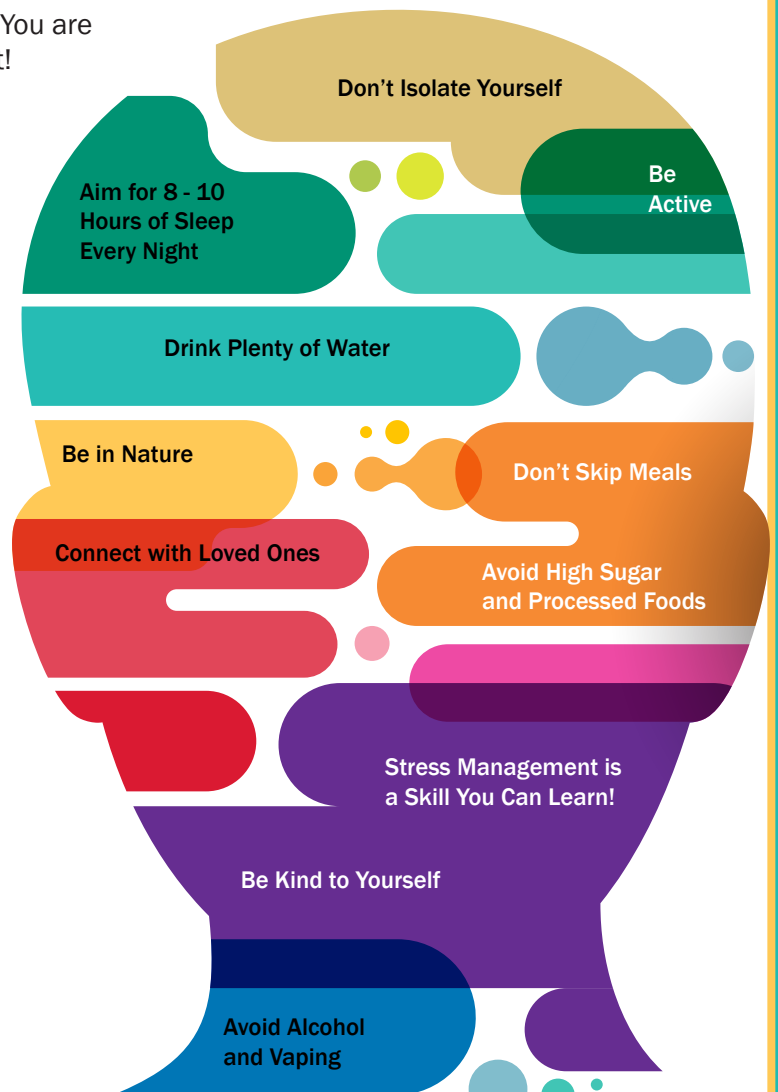 You are
t!
Don't Isolate Yourself
Be
Active
Aim for 8 - 10
Hours of Sleep
Every Night
Drink Plenty of Water
Be in Nature
Don't Skip Meals
Connect with Loved Ones
Avoid High Sugar
and Processed Foods
Stress Management is
a Skill You Can Learn!
Be Kind to Yourself
Avoid Alcohol
and Vaping